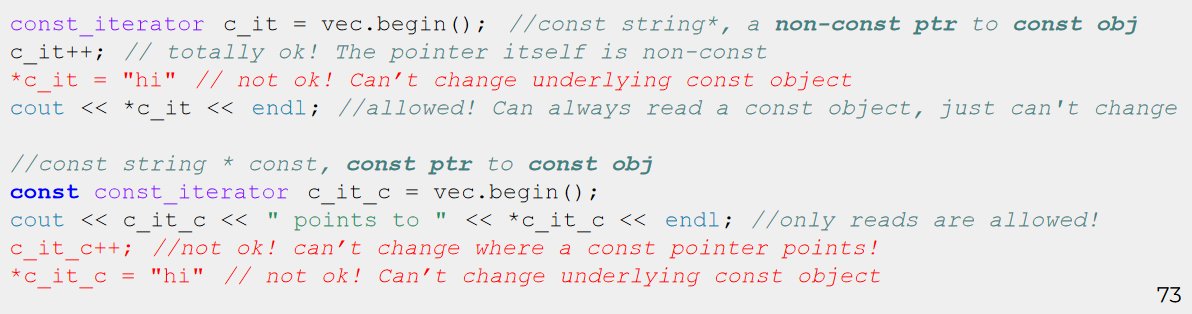 const_iterator c_it = vec.begin(); //const string*, a non-const ptr to const obj
c_it++; // totally ok! The pointer itself is non-const
*c_it = "hi" // not ok! Can’t change underlying const object
cout << *c_it << endl; //allowed! Can always read a const object, just can't change
//const string * const, const ptr to const obj
const const_iterator c_it_c = vec.begin();
cout << c_it_c << " points to " << *c_it_c << endl; //only reads are allowed!
c_it_c++; //not ok! can’t change where a const pointer points!
*c_it_c = "hi" // not ok! Can’t change underlying const object
73